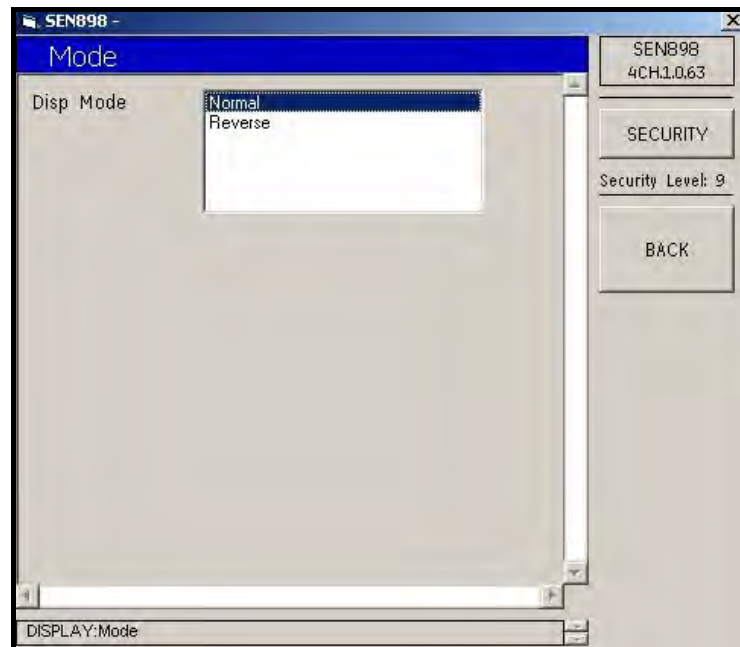 SEN898 -
Mode
Disp Mode
Normal
Reverse
SEN898
4CH.1.0.63
SECURITY
Security Level: 9
BACK
DISPLAY:Mode